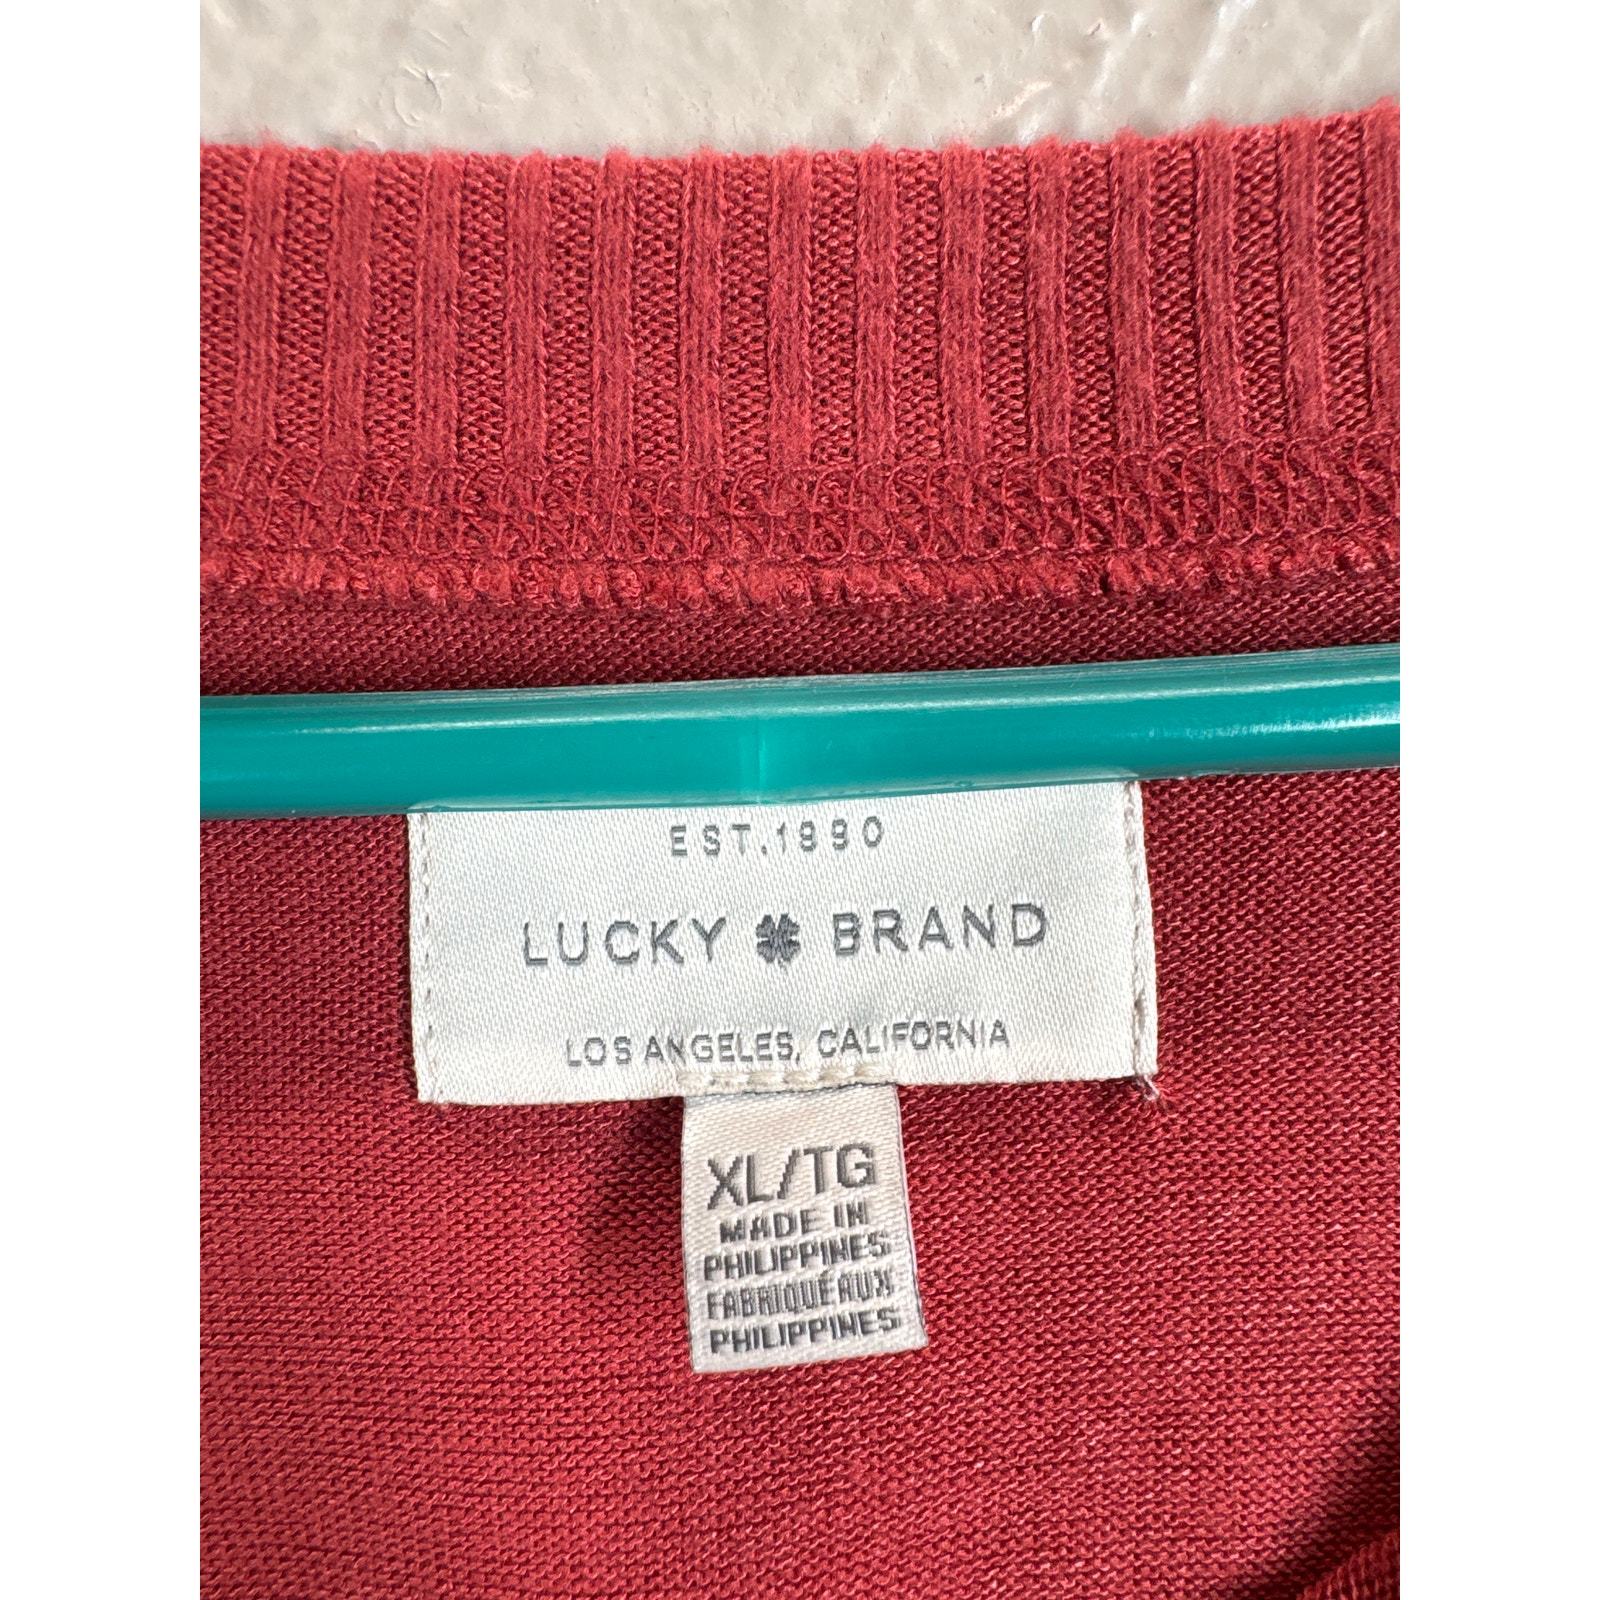 EST.1990
LUCKY BRAND
LOS ANGELES, CALIFORNIA
XL/TG
MADE IN
PHILIPPINES
FABRIQUÉ AUX
PHILIPPINES